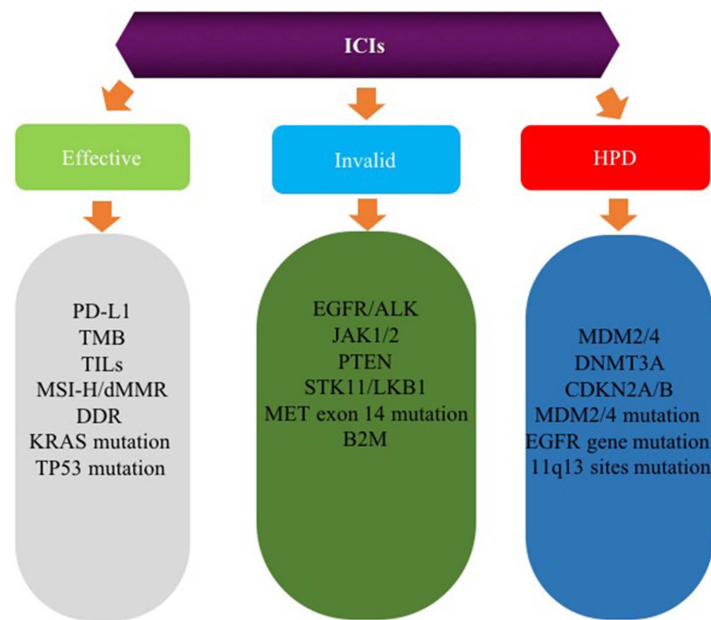 ICIs
Effective
Invalid
HPD
PD-L1
TMB
TILs
MSI-H/dMMR
DDR
KRAS mutation
TP53 mutation
EGFR/ALK
JAK1/2
PTEN
STK11/LKB1
MET exon 14 mutation
B2M
MDM2/4
DNMT3A
CDKN2A/B
MDM2/4 mutation
EGFR gene mutation
11q13 sites mutation